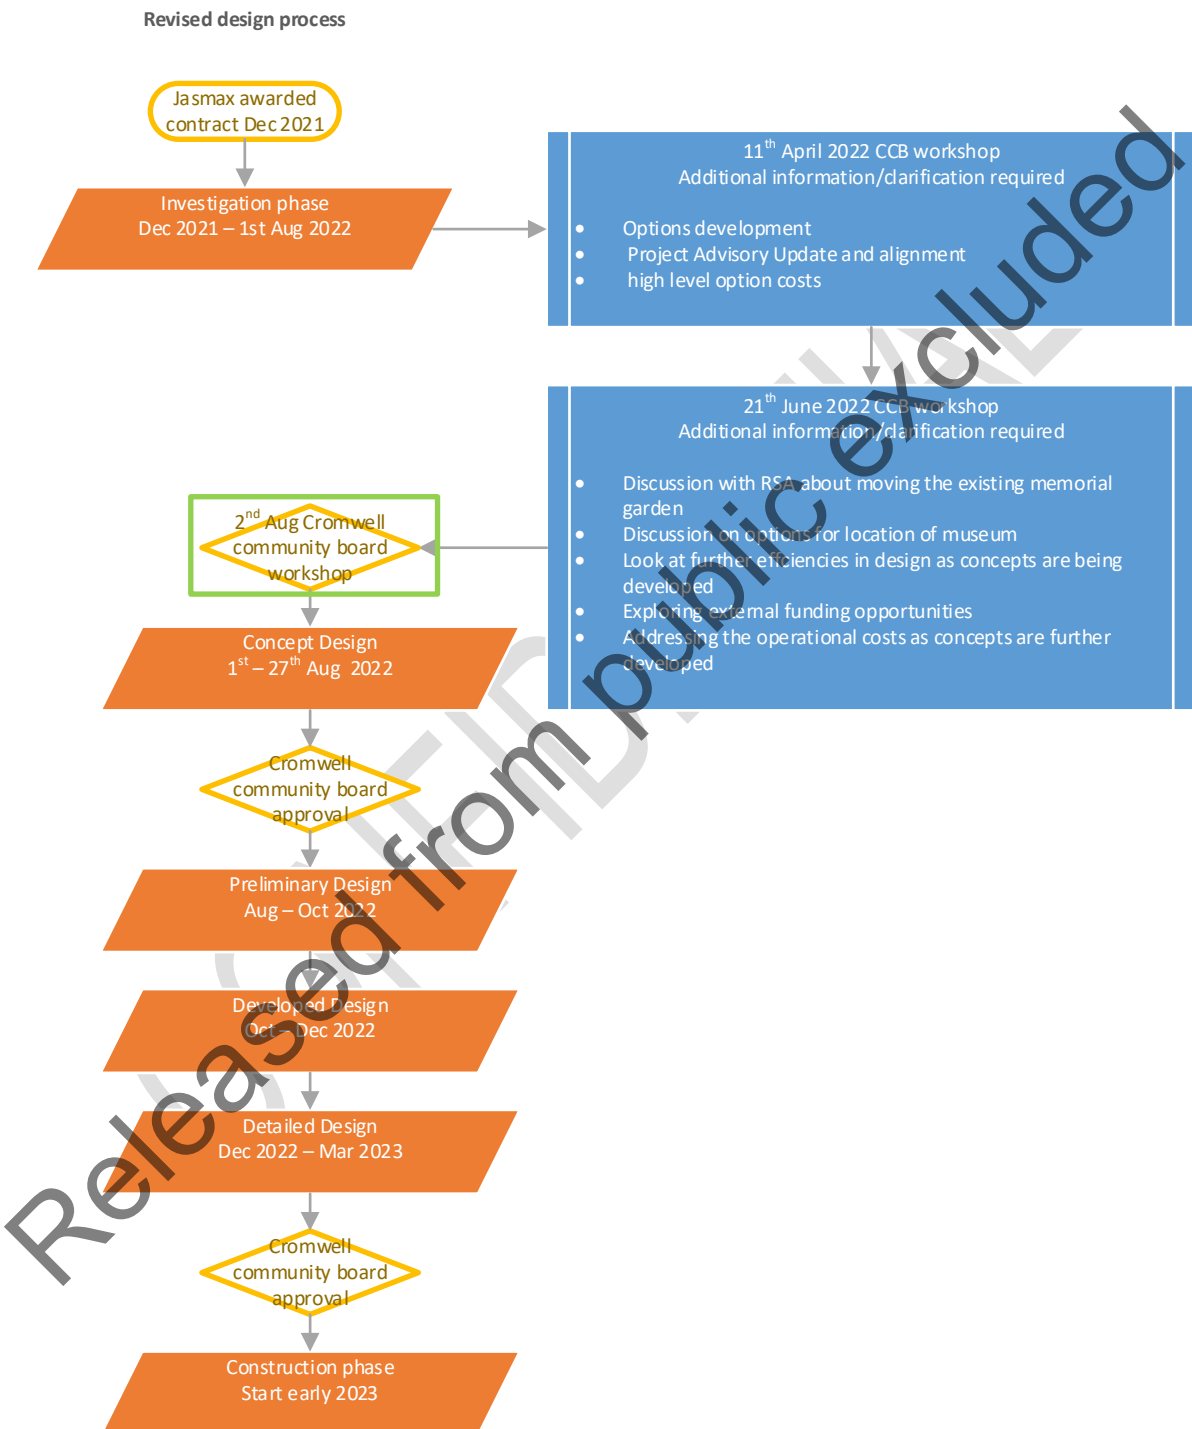 Revised design process
Jasmax awarded
contract Dec 2021
Investigation phase
Dec 2021 – 1st Aug 2022
11th April 2022 CCB workshop
Additional information/clarification required
• Options development
• Project Advisory Update and alignment
• high level option costs
21th June 2022 CCB workshop
Additional information/clarification required
• Discussion with RSA about moving the existing memorial
garden
• Discussion on options for location of museum
• Look at further efficiencies in design as concepts are being
developed
• Exploring external funding opportunities
• Addressing the operational costs as concepts are further
developed
2nd Aug Cromwell
community board
workshop
Concept Design
1st – 27th Aug 2022
Cromwell
community board
approval
Preliminary Design
Aug – Oct 2022
Developed Design
Oct – Dec 2022
Detailed Design
Dec 2022 – Mar 2023
Cromwell
community board
approval
Construction phase
Start early 2023
Released from public excluded